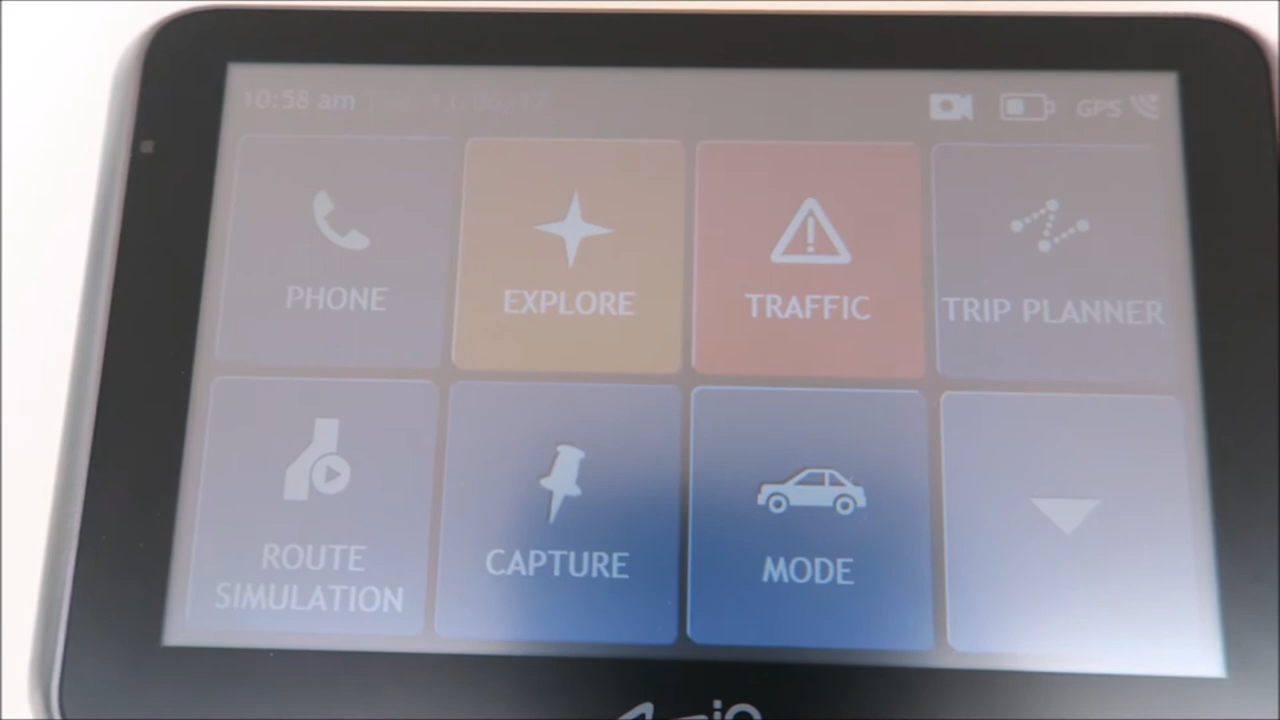 10:58 am
GPS
PHONE
EXPLORE
TRAFFIC
TRIP PLANNER
ROUTE
SIMULATION
CAPTURE
MODE